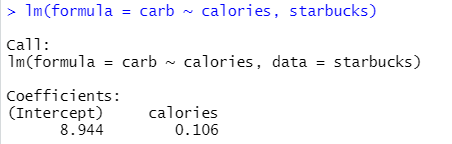 > lm(formula = carb ~ calories, starbucks)
Call:
lm(formula = carb ~ calories, data = starbucks)
Coefficients:
(Intercept)     calories
      8.944        0.106